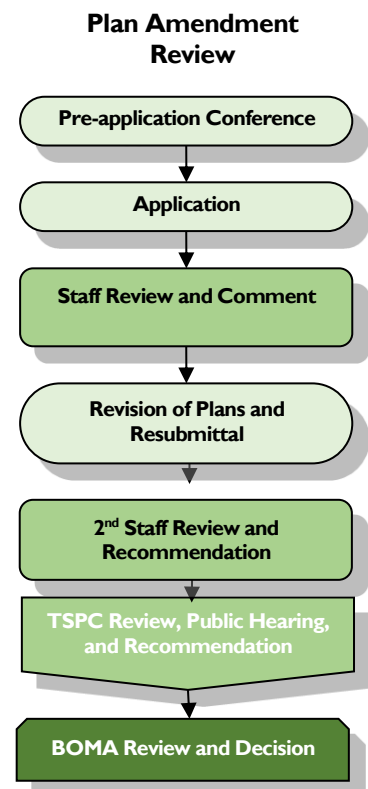 Plan Amendment
Review
Pre-application Conference
Application
Staff Review and Comment
Revision of Plans and
Resubmittal
2nd Staff Review and
Recommendation
TSPC Review, Public Hearing,
and Recommendation
BOMA Review and Decision